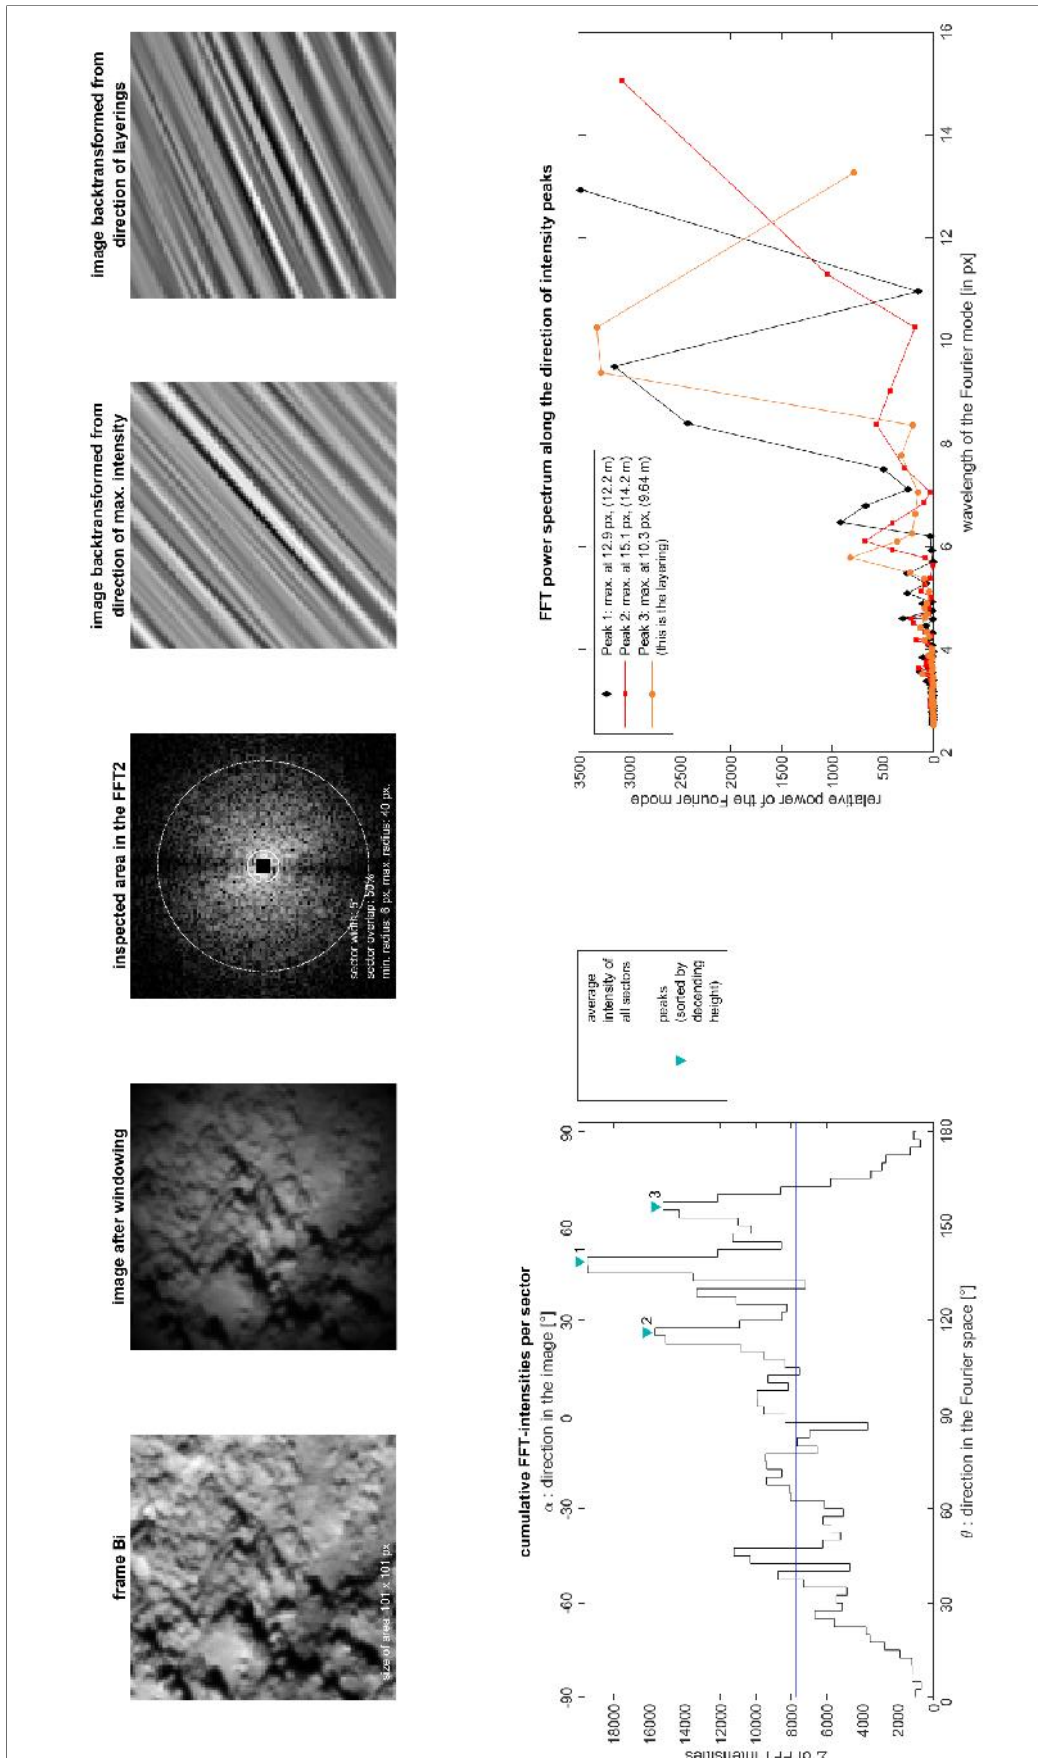 frame Bi
size of area: 101 x 101 px
image after windowing
inspected area in the FFT2
sector width: 5°
sector overlap: 50%
min. radius: 6 px, max. radius: 40 px,
image backtransformed from
direction of max. intensity
image backtransformed from
direction of layerings
cumulative FFT-intensities per sector
α : direction in the image [°]
-90 -60 -30 0 30 60 90
18000
16000
14000
12000
10000
8000
6000
4000
2000
0
2 1 3
0 30 60 90 120 150 180
θ : direction in the Fourier space [°]
Σ of FFT intensities
average
intensity of
all sectors
peaks
(sorted by
decending
height)
FFT power spectrum along the direction of intensity peaks
Peak 1: max. at 12.9 px, (12.2 m)
Peak 2: max. at 15.1 px, (14.2 m)
Peak 3: max. at 10.3 px, (9.64 m)
(this is the layering)
3500
3000
2500
2000
1500
1000
500
0
relative power of the Fourier mode
2 4 6 8 10 12 14 16
wavelength of the Fourier mode [in px]